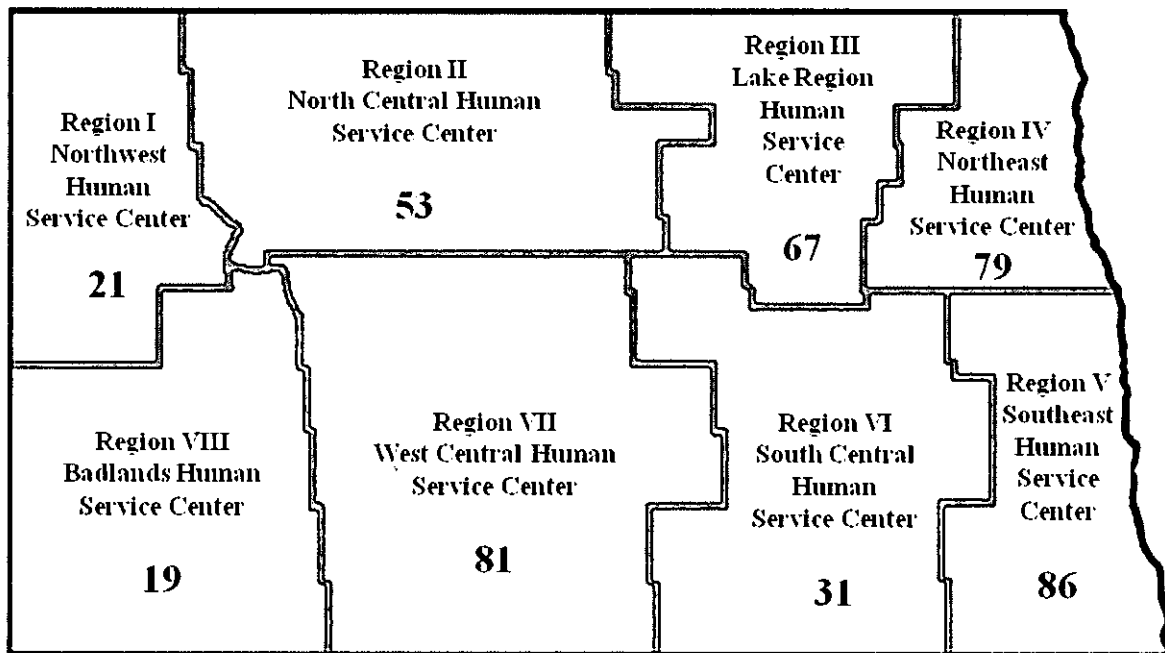 Region I
Northwest
Human
Service Center
21
Region II
North Central Human
Service Center
53
Region III
Lake Region
Human
Service
Center
67
Region IV
Northeast
Human
Service Center
79
Region VIII
Badlands Human
Service Center
19
Region VII
West Central Human
Service Center
81
Region VI
South Central
Human
Service Center
31
Region V
Southeast
Human
Service
Center
86